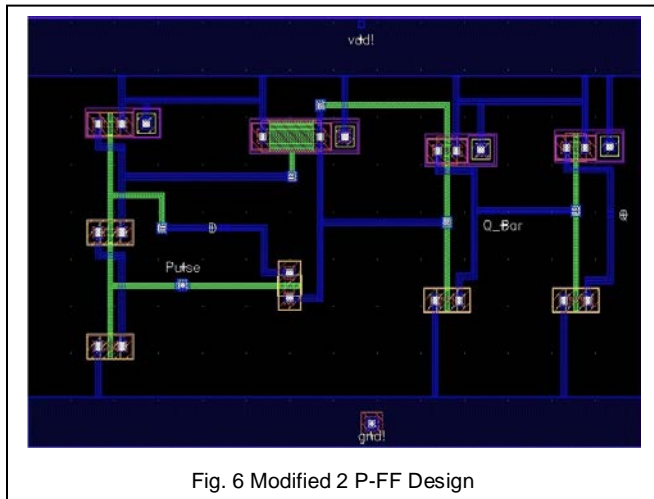 vdd!
D
Q
Q_Bar
Pulse
gnd!
Fig. 6 Modified 2 P-FF Design